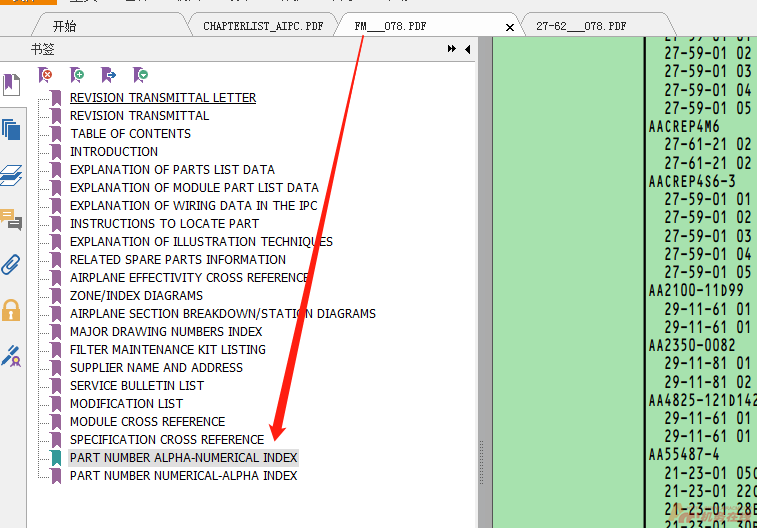 开始
CHAPTERLIST_AIPC.PDF
FM___078.PDF
27-62___078.PDF
书签
REVISION TRANSMITTAL LETTER
REVISION TRANSMITTAL
TABLE OF CONTENTS
INTRODUCTION
EXPLANATION OF PARTS LIST DATA
EXPLANATION OF MODULE PART LIST DATA
EXPLANATION OF WIRING DATA IN THE IPC
INSTRUCTIONS TO LOCATE PART
EXPLANATION OF ILLUSTRATION TECHNIQUES
RELATED SPARE PARTS INFORMATION
AIRPLANE EFFECTIVITY CROSS REFERENCE
ZONE/INDEX DIAGRAMS
AIRPLANE SECTION BREAKDOWN/STATION DIAGRAMS
MAJOR DRAWING NUMBERS INDEX
FILTER MAINTENANCE KIT LISTING
SUPPLIER NAME AND ADDRESS
SERVICE BULLETIN LIST
MODIFICATION LIST
MODULE CROSS REFERENCE
SPECIFICATION CROSS REFERENCE
PART NUMBER ALPHA-NUMERICAL INDEX
PART NUMBER NUMERICAL-ALPHA INDEX
27-59-01 02
27-59-01 03
27-59-01 04
27-59-01 05
AACREP4M6
27-61-21 02
27-61-21 02
AACREP4S6-3
27-59-01 01
27-59-01 02
27-59-01 03
27-59-01 04
27-59-01 05
AA2100-11D99
29-11-61 01
29-11-61 01
AA2350-0082
29-11-81 01
29-11-81 02
AA4825-121D142
29-11-61 01
29-11-61 01
AA55487-4
21-23-01 05
21-23-01 22
21-23-01 28